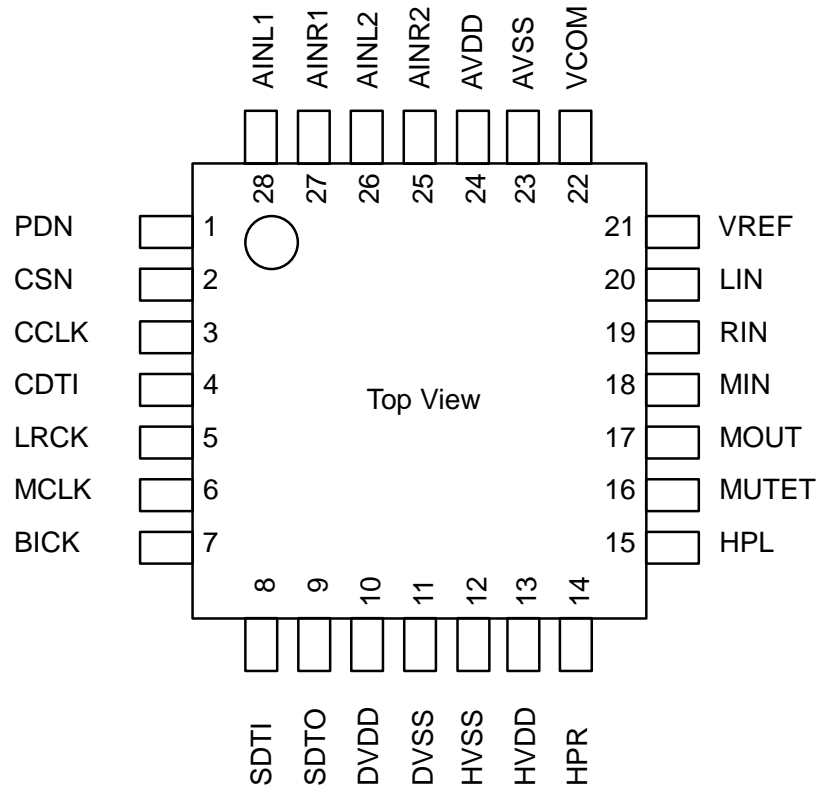 AINL1 AINR1 AINL2 AINR2 AVDD AVSS VCOM
28 27 26 25 24 23 22
PDN 1 21 VREF
CSN 2 20 LIN
CCLK 3 19 RIN
CDTI 4 18 MIN
Top View
LRCK 5 17 MOUT
MCLK 6 16 MUTET
BICK 7 15 HPL
8 9 10 11 12 13 14
SDTI SDTO DVDD DVSS HVSS HVDD HPR